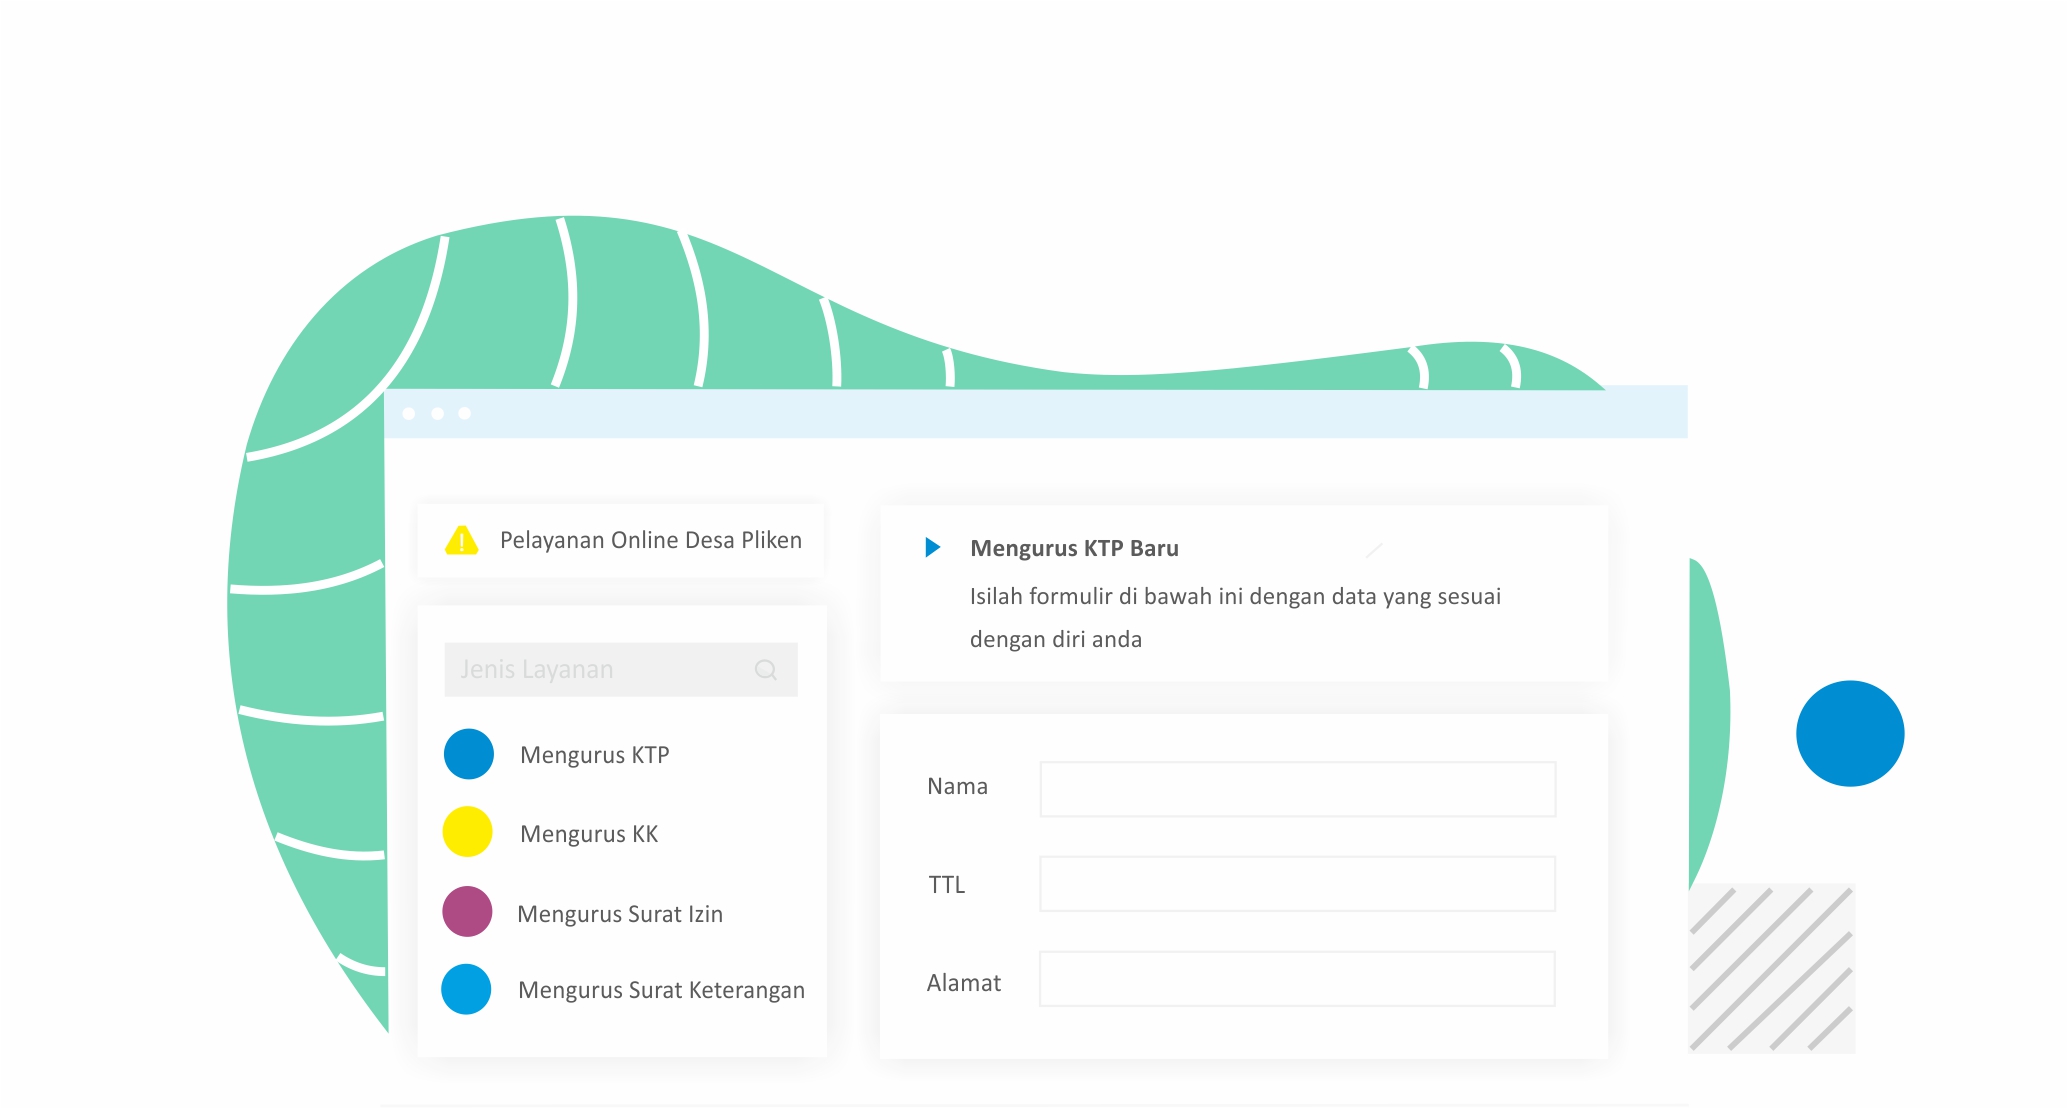 Pelayanan Online Desa Pliken
Jenis Layanan
Mengurus KTP
Mengurus KK
Mengurus Surat Izin
Mengurus Surat Keterangan
Mengurus KTP Baru
Isilah formulir di bawah ini dengan data yang sesuai
dengan diri anda
Nama
TTL
Alamat